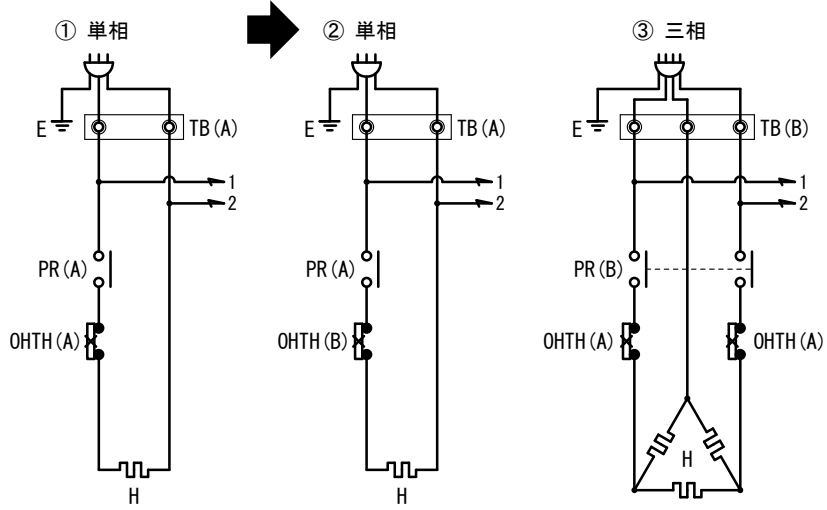 ① 単相
② 単相
③ 三相
E
TB(A)
E
TB(A)
E
TB(B)
1
2
1
2
1
2
PR(A)
PR(A)
PR(B)
OHTH(A)
OHTH(B)
OHTH(A)
OHTH(A)
H
H
H